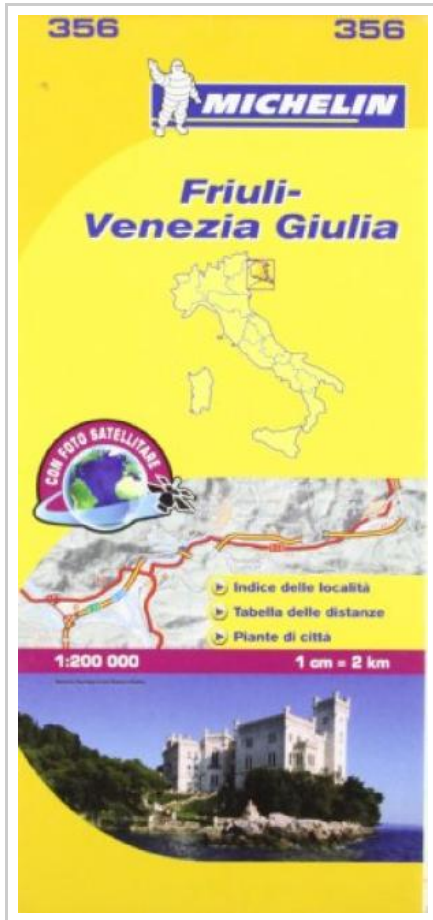 356 356
MICHELIN
Friuli-
Venezia Giulia
CON FOTO SATELLITARE
Indice delle località
Tabella delle distanze
Piante di città
1:200 000 1 cm = 2 km